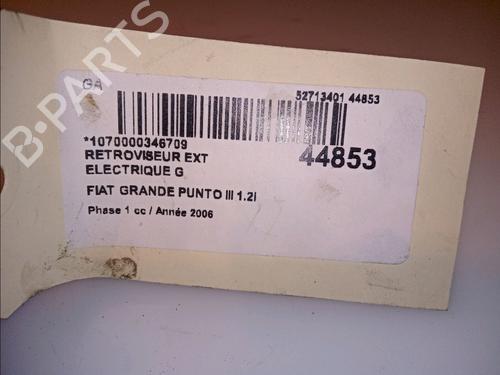 B-PARTS
GA
52713401 44853
*1070000346709
44853
RETROVISEUR EXT
ELECTRIQUE G
FIAT GRANDE PUNTO III 1.2i
Phase 1 cc / Année 2006